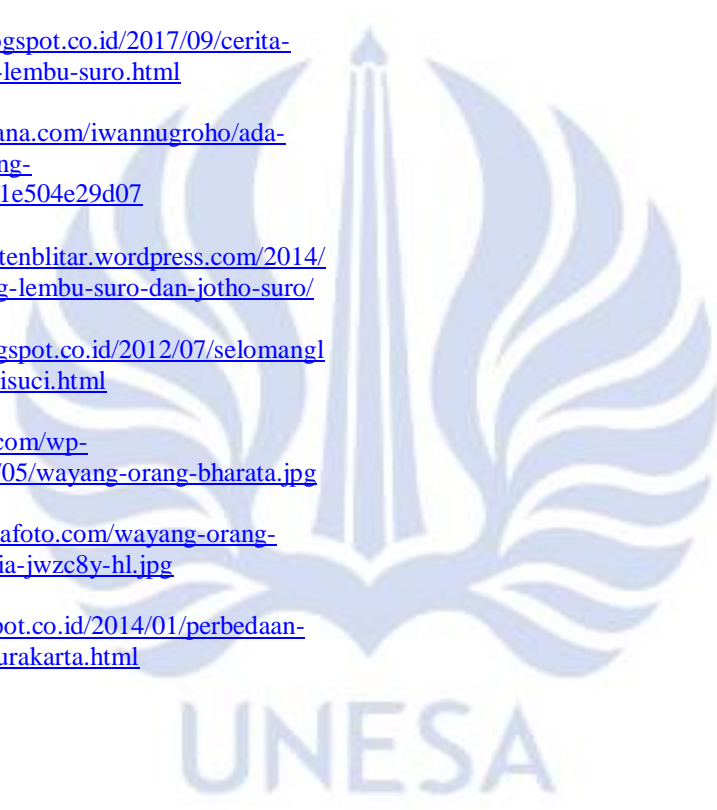 ogspot.co.id/2017/09/cerita-
-lembu-suro.html
ana.com/iwannugroho/ada-
ng-
1e504e29d07
tenblitar.wordpress.com/2014/
g-lembu-suro-dan-jotho-suro/
gspot.co.id/2012/07/selomangl
isuci.html
com/wp-
/05/wayang-orang-bharata.jpg
afoto.com/wayang-orang-
ia-jwzc8y-hl.jpg
pot.co.id/2014/01/perbedaan-
urakarta.html
UNESA